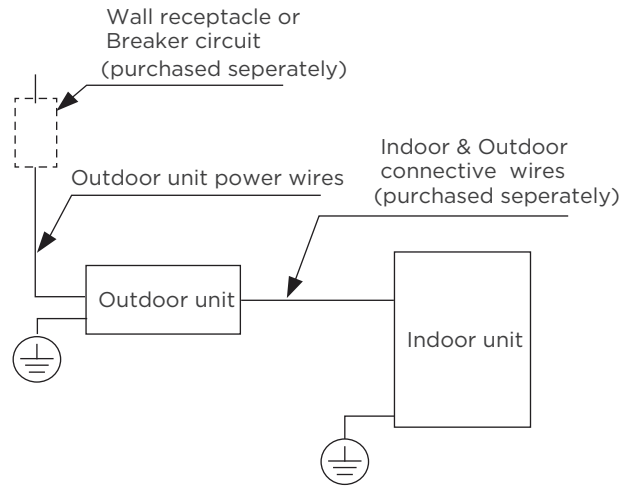 Wall receptacle or
Breaker circuit
(purchased seperately)
Outdoor unit power wires
Indoor & Outdoor
connective wires
(purchased seperately)
Outdoor unit
Indoor unit